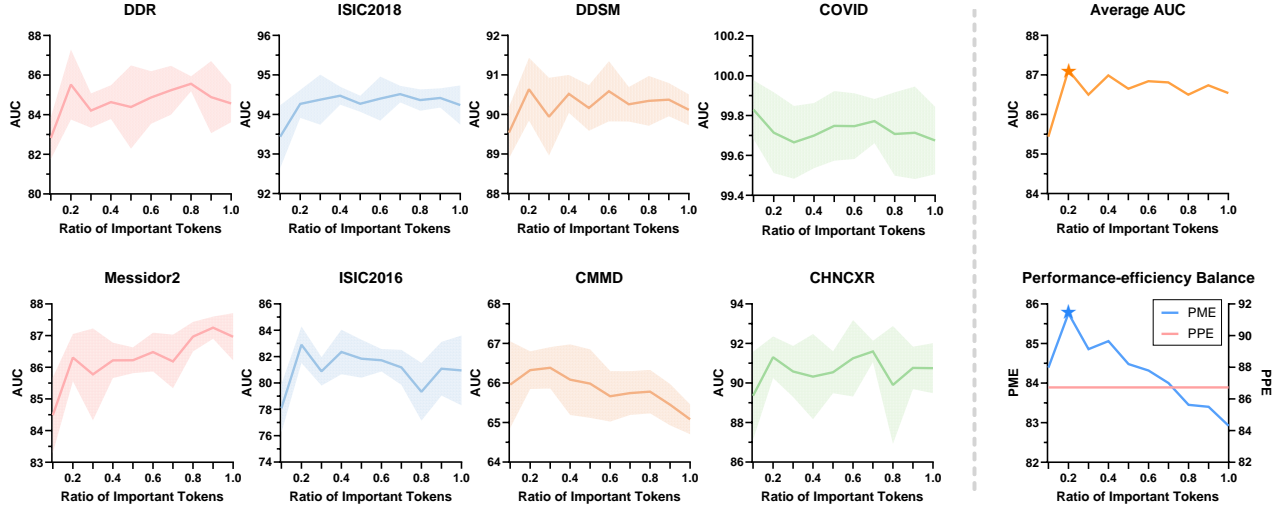 DDR
ISIC2018
DDSM
COVID
Average AUC
88
86
84
82
80
AUC
0.2 0.4 0.6 0.8 1.0
Ratio of Important Tokens
96
95
94
93
92
AUC
0.2 0.4 0.6 0.8 1.0
Ratio of Important Tokens
92
91
90
89
88
AUC
0.2 0.4 0.6 0.8 1.0
Ratio of Important Tokens
100.2
100.0
99.8
99.6
99.4
AUC
0.2 0.4 0.6 0.8 1.0
Ratio of Important Tokens
88
87
86
85
84
AUC
0.2 0.4 0.6 0.8 1.0
Ratio of Important Tokens
Messidor2
ISIC2016
CMMD
CHNCXR
Performance-efficiency Balance
88
87
86
85
84
83
AUC
0.2 0.4 0.6 0.8 1.0
Ratio of Important Tokens
86
84
82
80
78
76
74
AUC
0.2 0.4 0.6 0.8 1.0
Ratio of Important Tokens
68
67
66
65
64
AUC
0.2 0.4 0.6 0.8 1.0
Ratio of Important Tokens
94
92
90
88
86
AUC
0.2 0.4 0.6 0.8 1.0
Ratio of Important Tokens
86
85
84
83
82
PME
PME
PPE
92
90
88
86
84
82
PPE
0.2 0.4 0.6 0.8 1.0
Ratio of Important Tokens